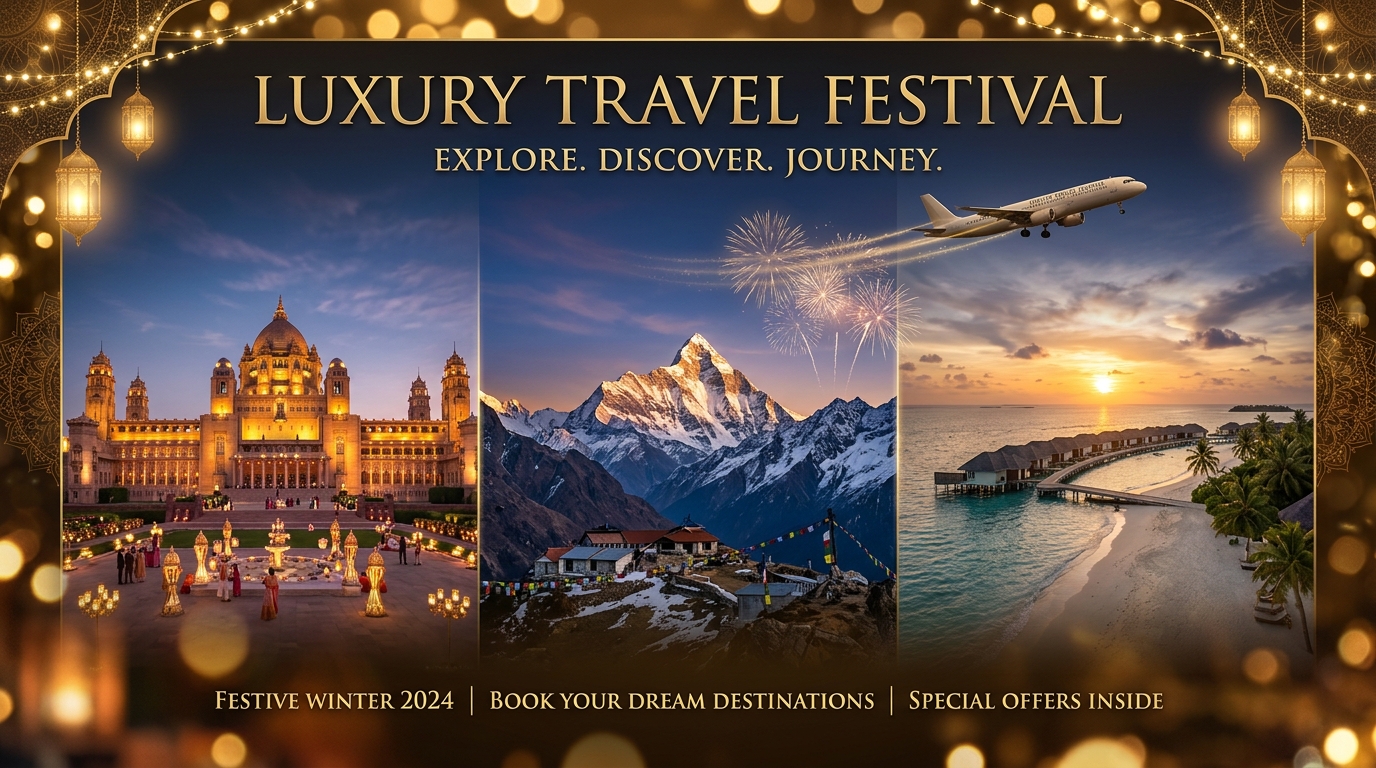 LUXURY TRAVEL FESTIVAL
EXPLORE. DISCOVER. JOURNEY.
FESTIVE WINTER 2024 | BOOK YOUR DREAM DESTINATIONS | SPECIAL OFFERS INSIDE